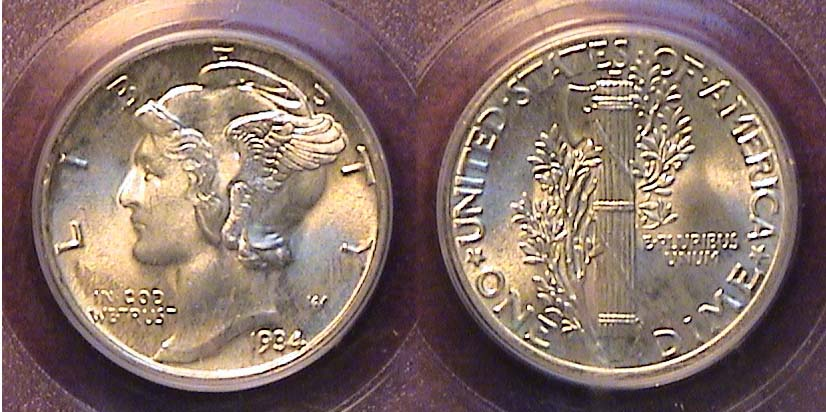 LIBERTY
IN GOD
WE TRUST
1934
UNITED·STATES·OF·AMERICA
E·PLURIBUS
UNUM
ONE DIME